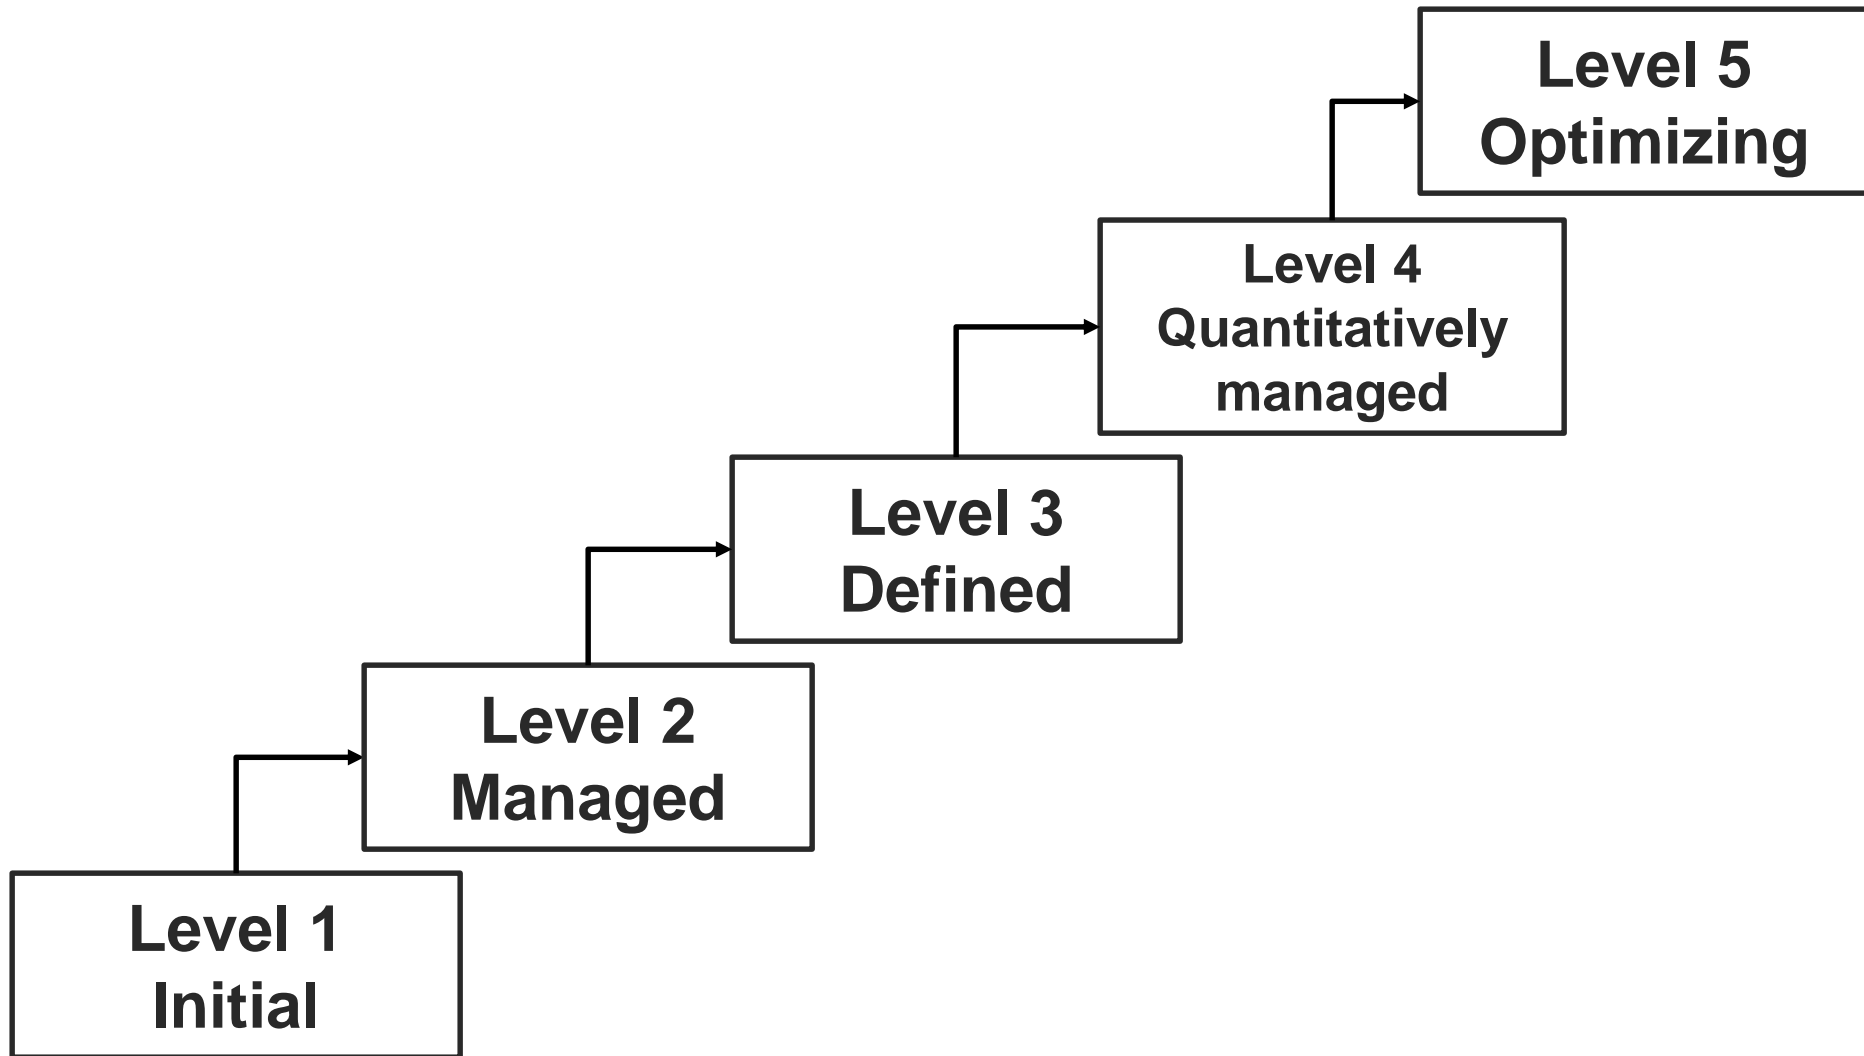 Level 5
Optimizing
Level 4
Quantitatively
managed
Level 3
Defined
Level 2
Managed
Level 1
Initial